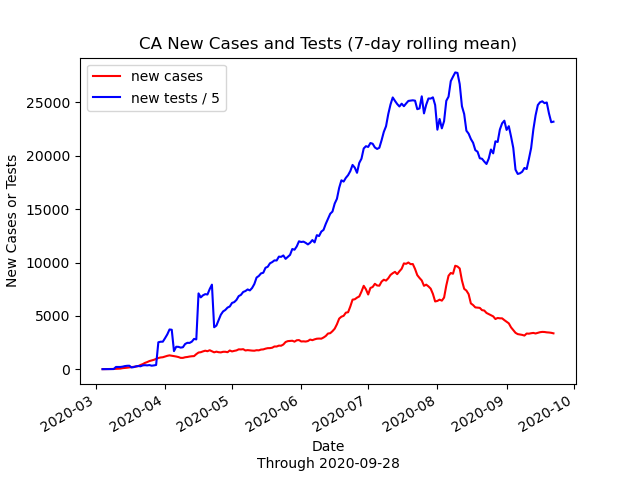 CA New Cases and Tests (7-day rolling mean)
new cases
new tests / 5
25000
20000
15000
10000
5000
0
New Cases or Tests
2020-03
2020-04
2020-05
2020-06
2020-07
2020-08
2020-09
2020-10
Date
Through 2020-09-28